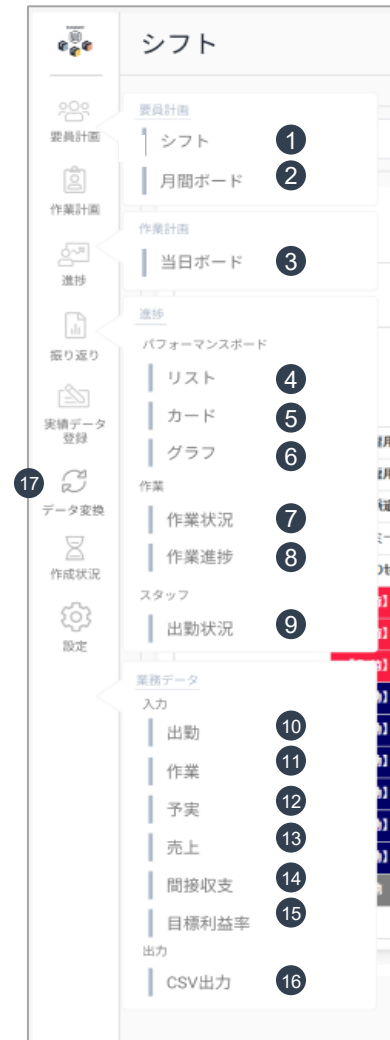 シフト
要員計画
作業計画
進捗
振り返り
実績データ
登録
17
データ変換
作成状況
設定
要員計画
シフト 1
月間ボード 2
作業計画
当日ボード 3
進捗
パフォーマンスボード
リスト 4
カード 5
グラフ 6
作業
作業状況 7
作業進捗 8
スタッフ
出勤状況 9
業務データ
入力
出勤 10
作業 11
予実 12
売上 13
間接収支 14
目標利益率 15
出力
CSV出力 16